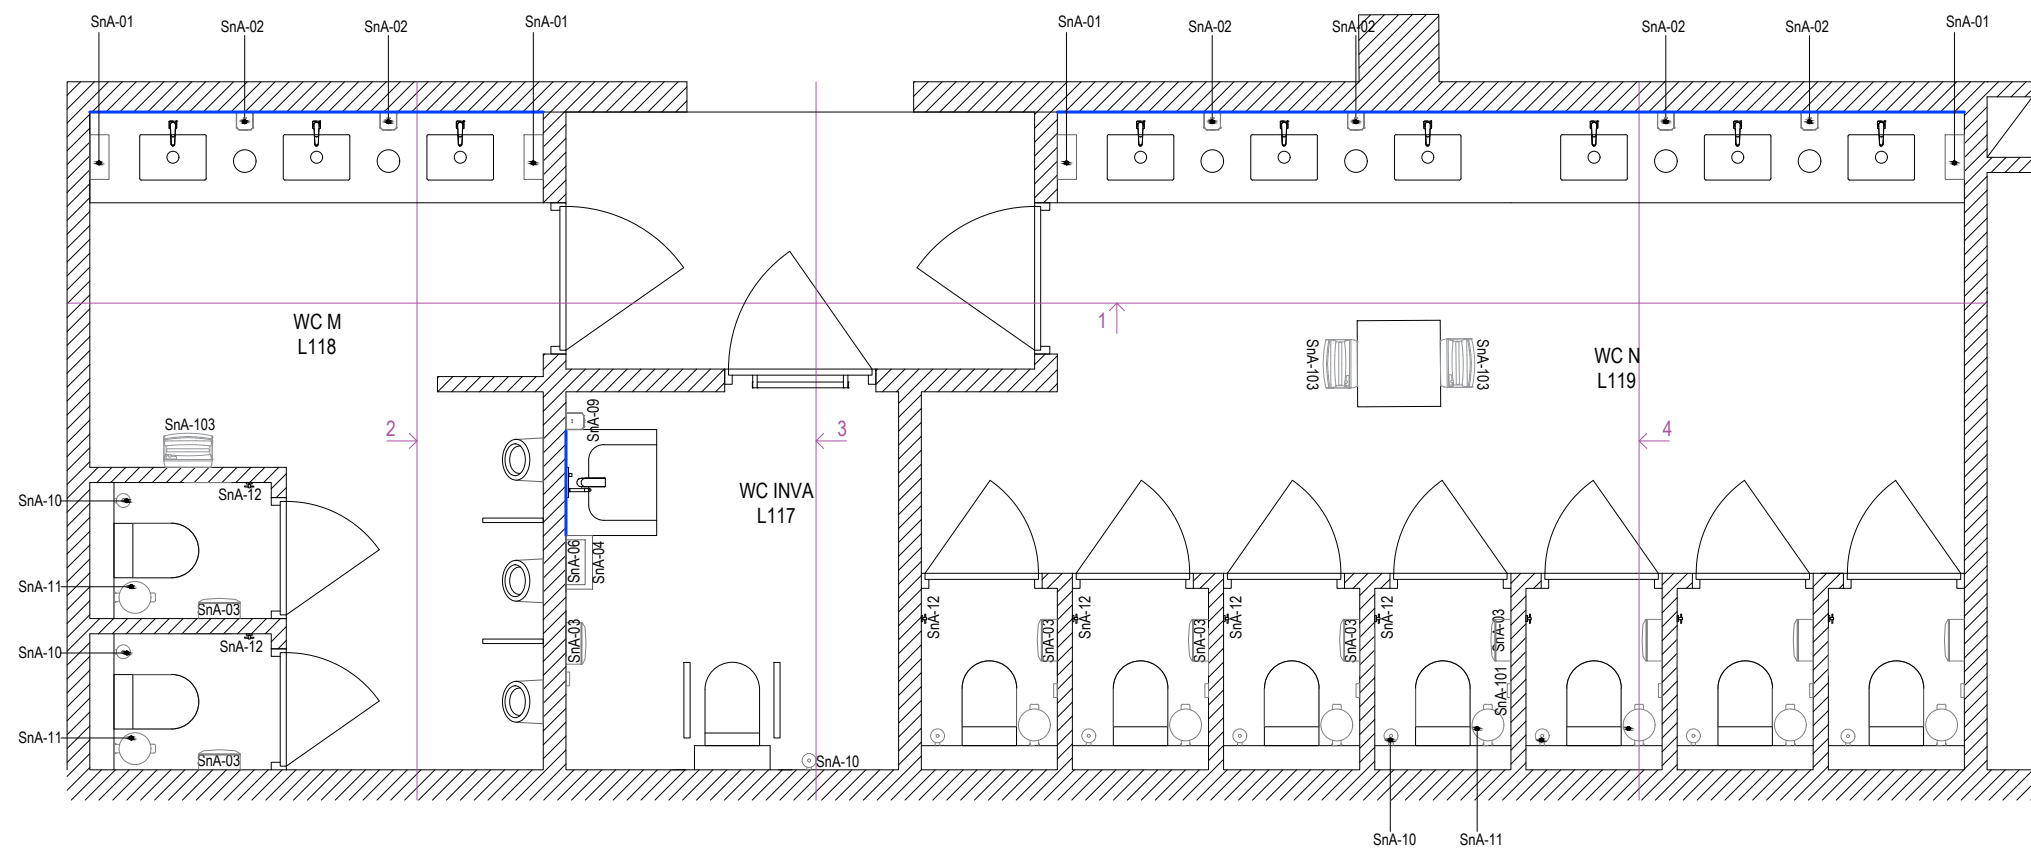 SnA-01
SnA-02
SnA-02
SnA-01
SnA-01
SnA-02
SnA-02
SnA-02
SnA-02
SnA-01
WC M
L118
1
SnA-103
SnA-103
WC N
L119
SnA-103
2
SnA-09
3
4
WC INVA
L117
SnA-10
SnA-12
SnA-11
SnA-03
SnA-06
SnA-04
SnA-10
SnA-12
SnA-11
SnA-03
SnA-03
SnA-10
SnA-12
SnA-03
SnA-12
SnA-03
SnA-12
SnA-03
SnA-12
SnA-03
SnA-101
SnA-10
SnA-11